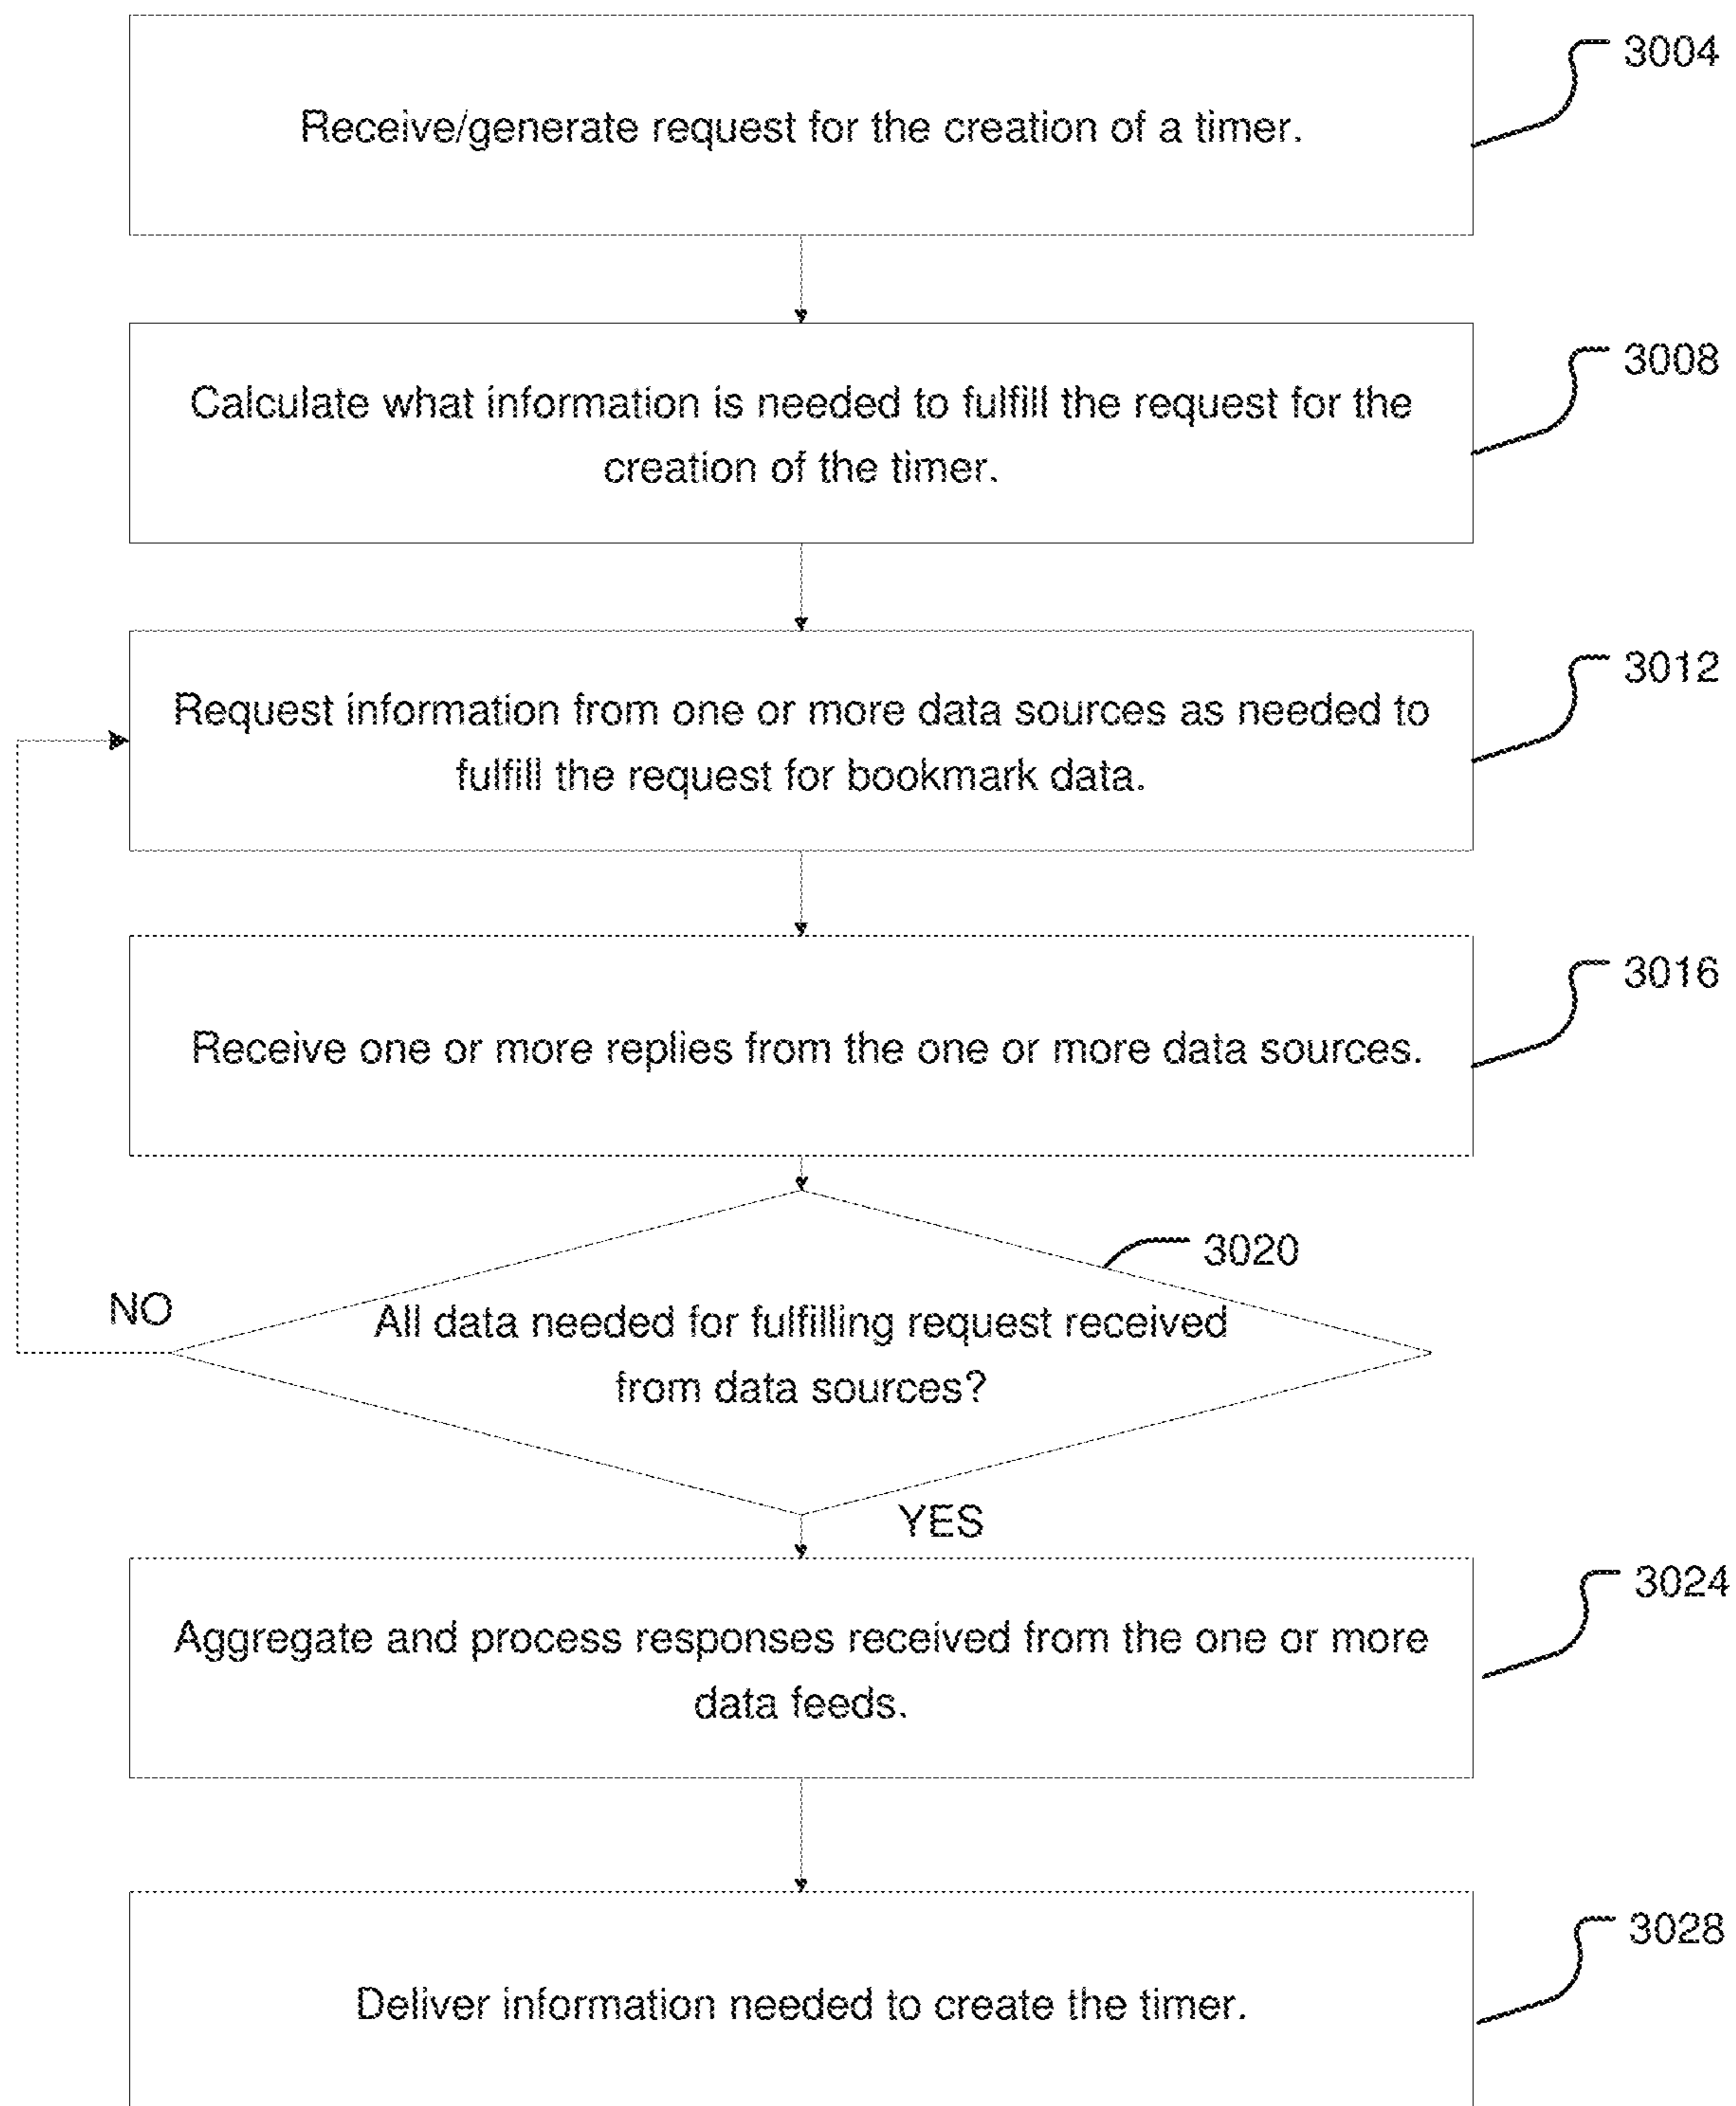 3004
Receive/generate request for the creation of a timer.
3008
Calculate what information is needed to fulfill the request for the
creation of the timer.
3012
Request information from one or more data sources as needed to
fulfill the request for bookmark data.
3016
Receive one or more replies from the one or more data sources.
3020
NO
All data needed for fulfilling request received
from data sources?
YES
3024
Aggregate and process responses received from the one or more
data feeds.
3028
Deliver information needed to create the timer.